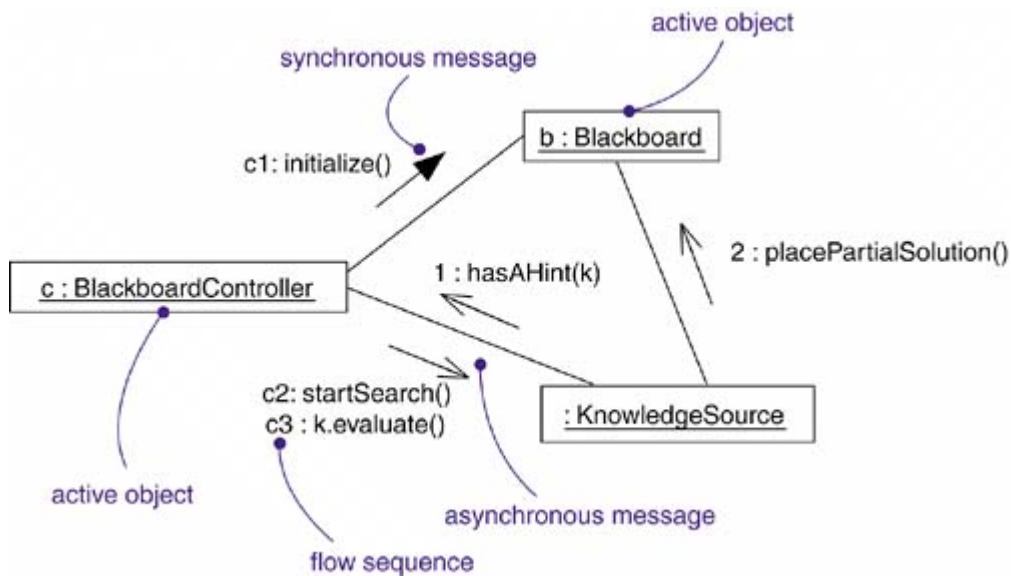 active object
synchronous message
b : Blackboard
c1: initialize()
2 : placePartialSolution()
1 : hasAHint(k)
c : BlackboardController
c2: startSearch()
c3 : k.evaluate()
: KnowledgeSource
active object
asynchronous message
flow sequence